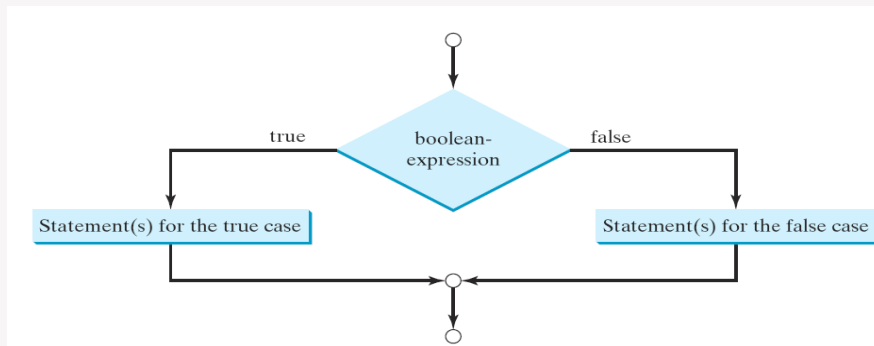 true
boolean-
expression
false
Statement(s) for the true case
Statement(s) for the false case